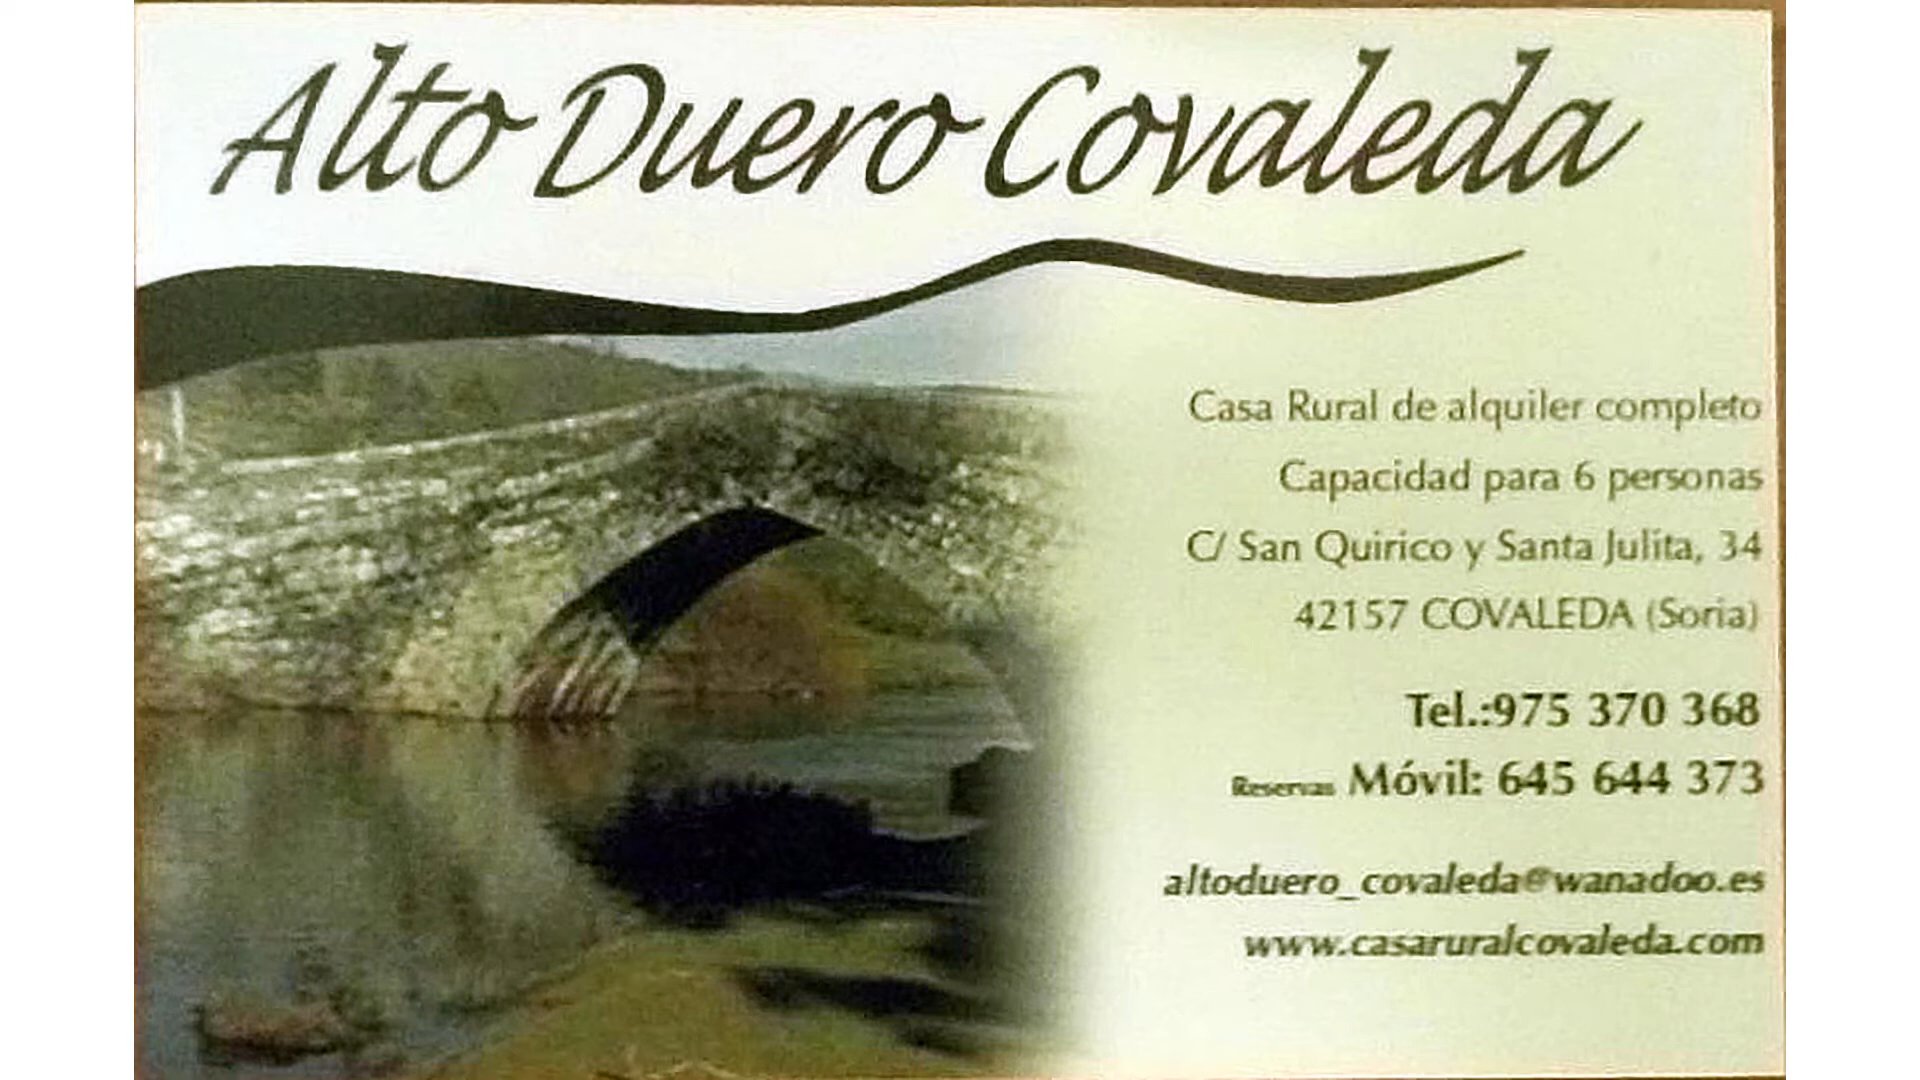 Alto Duero Covaleda
Casa Rural de alquiler completo
Capacidad para 6 personas
C/ San Quirico y Santa Julita, 34
42157 COVALEDA (Soria)
Tel.:975 370 368
Reservas Móvil: 645 644 373
altoduero_covaleda@wanadoo.es
www.casaruralcovaleda.com